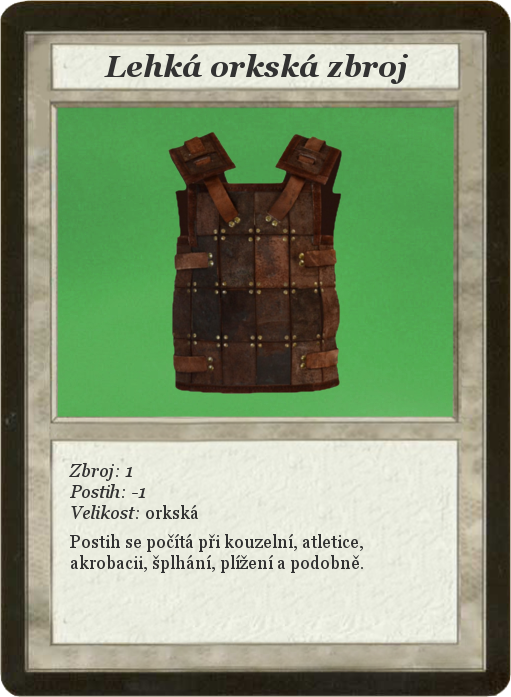 Lehká orkská zbroj
Zbroj: 1
Postih: -1
Velikost: orkská
Postih se počítá při kouzelní, atletice,
akrobacii, šplhání, plížení a podobně.